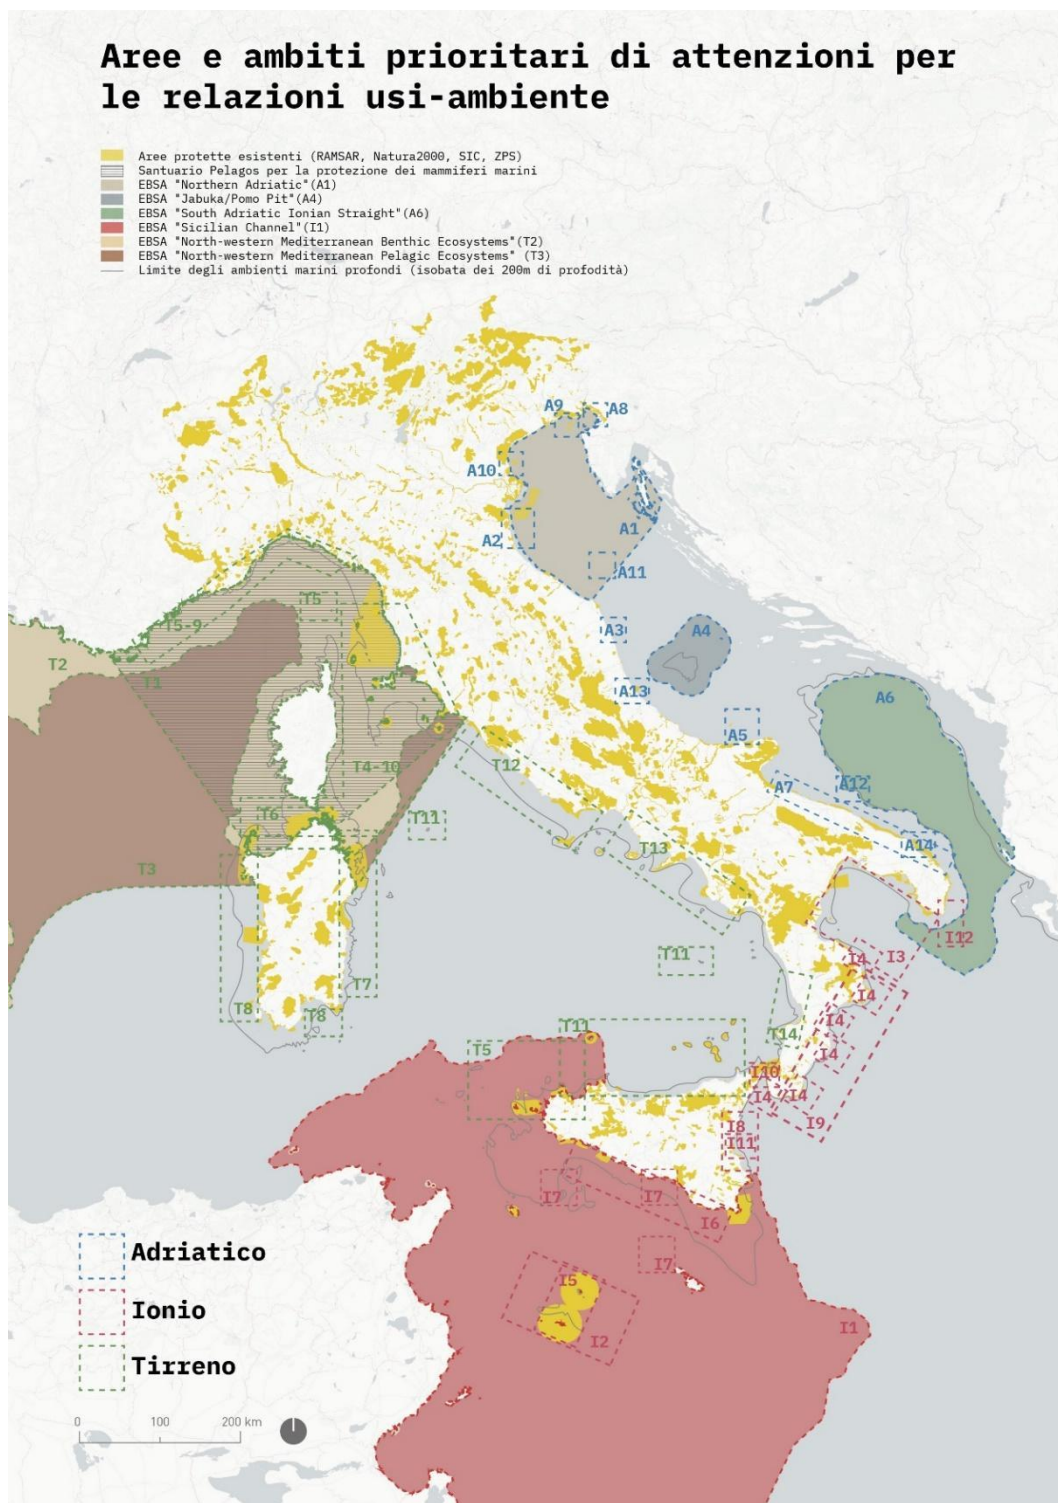 Aree e ambiti prioritari di attenzioni per
le relazioni usi-ambiente
Aree protette esistenti (RAMSAR, Natura2000, SIC, ZPS)
Santuario Pelagos per la protezione dei mammiferi marini
EBSA "Northern Adriatic"(A1)
EBSA "Jabuka/Pomo Pit"(A4)
EBSA "South Adriatic Ionian Straight"(A6)
EBSA "Sicilian Channel"(I1)
EBSA "North-western Mediterranean Benthic Ecosystems"(T2)
EBSA "North-western Mediterranean Pelagic Ecosystems" (T3)
Limite degli ambienti marini profondi (isobata dei 200m di profodità)
A9
A8
A10
A1
A2
A11
T5
T5-9
A3
A4
T2
T1
A13
A6
A5
T12
T4-10
A7
A12
T6
T11
T13
A14
T3
I12
T11
I4
I3
T7
I4
T8
T8
I4
T11
T14
T5
I4
I10
I4
I4
I8
I9
I11
I7
I7
I6
I7
Adriatico
I5
Ionio
I2
I1
Tirreno
0
100
200 km